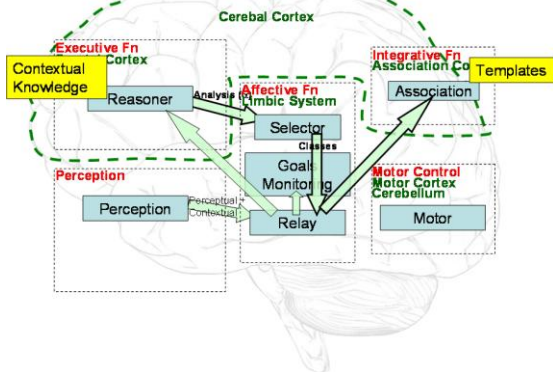 Cerebal Cortex
Executive Fn
Cortex
Contextual
Knowledge
Reasoner
Analysis
Affective Fn
Limbic System
Selector
Classes
Goals
Monitoring
Relay
Integrative Fn
Association Co
Templates
Association
Perception
Perception
Perceptual +
Contextual
Motor Control
Motor Cortex
Cerebellum
Motor